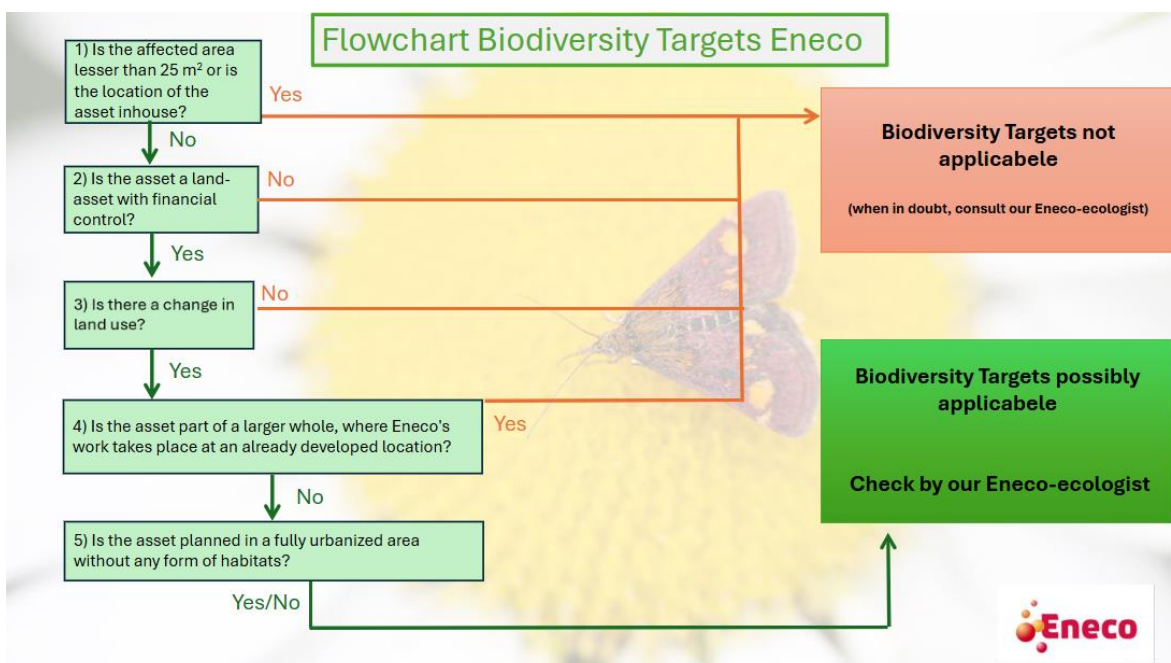 Flowchart Biodiversity Targets Eneco
1) Is the affected area
lesser than 25 m² or is
the location of the
asset inhouse?
Yes
No
2) Is the asset a land-
asset with financial
control?
No
Yes
3) Is there a change in
land use?
No
Yes
4) Is the asset part of a larger whole, where Eneco's
work takes place at an already developed location?
Yes
No
5) Is the asset planned in a fully urbanized area
without any form of habitats?
Yes/No
Biodiversity Targets not
applicabele
(when in doubt, consult our Eneco-ecologist)
Biodiversity Targets possibly
applicabele
Check by our Eneco-ecologist
Eneco